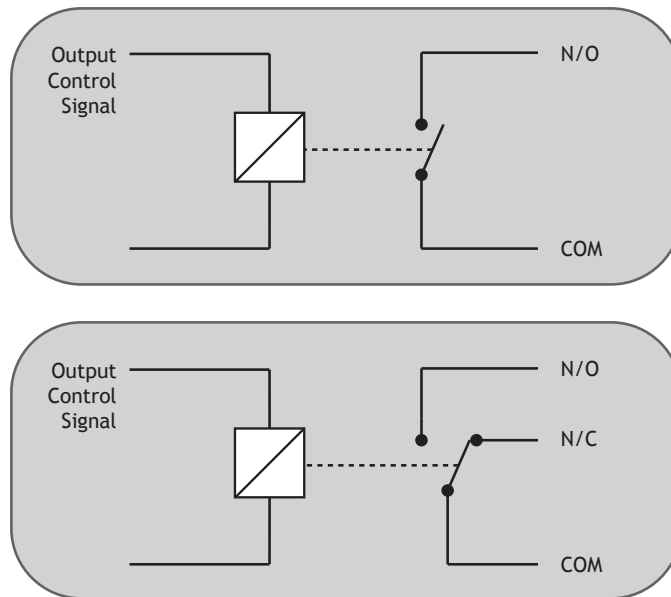 Output
Control
Signal
N/O
COM
Output
Control
Signal
N/O
N/C
COM